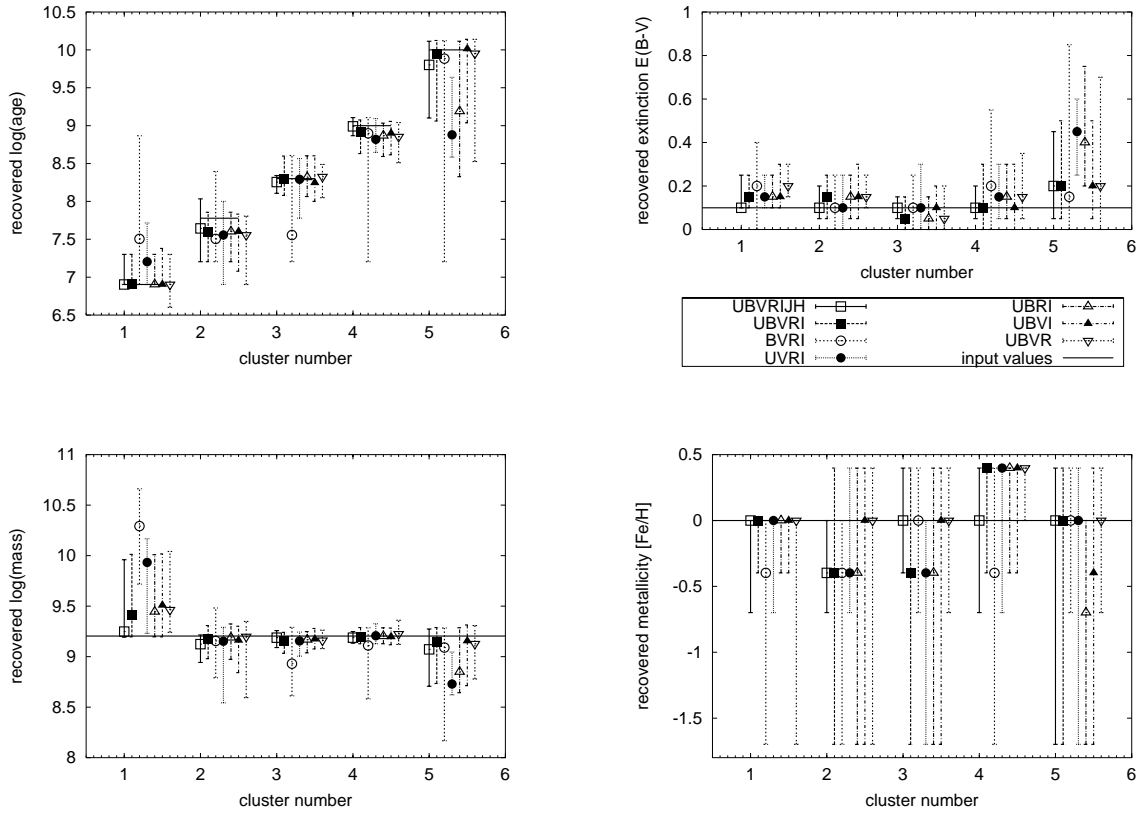 recovered log(age)
10
9.5
9
8.5
8
7.5
7
6.5
1 2 3 4 5 6
cluster number
recovered extinction E(B-V)
1
0.8
0.6
0.4
0.2
0
1 2 3 4 5 6
cluster number
UBVRIJH
UBVRI
BVRI
UVRI
UBRI
UBVI
UBVR
input values
recovered log(mass)
11
10.5
10
9.5
9
8.5
8
1 2 3 4 5 6
cluster number
recovered metallicity [Fe/H]
0.5
0
-0.5
-1
-1.5
1 2 3 4 5 6
cluster number